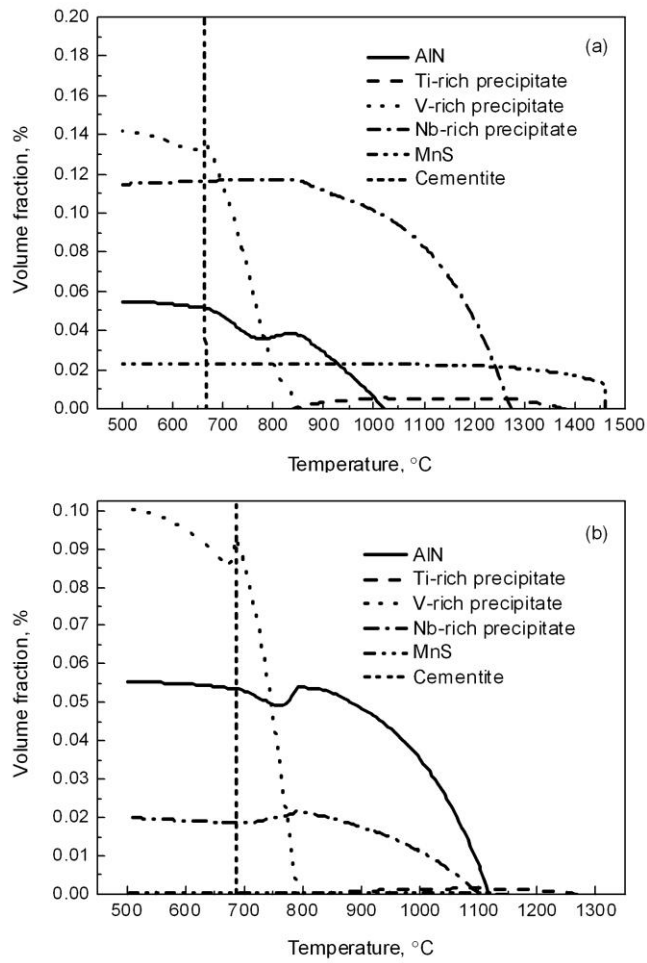 0.20
0.18
0.16
0.14
0.12
0.10
0.08
0.06
0.04
0.02
0.00
Volume fraction, %
(a)
AlN
Ti-rich precipitate
V-rich precipitate
Nb-rich precipitate
MnS
Cementite
500 600 700 800 900 1000 1100 1200 1300 1400 1500
Temperature, °C
0.10
0.09
0.08
0.07
0.06
0.05
0.04
0.03
0.02
0.01
0.00
Volume fraction, %
(b)
AlN
Ti-rich precipitate
V-rich precipitate
Nb-rich precipitate
MnS
Cementite
500 600 700 800 900 1000 1100 1200 1300
Temperature, °C